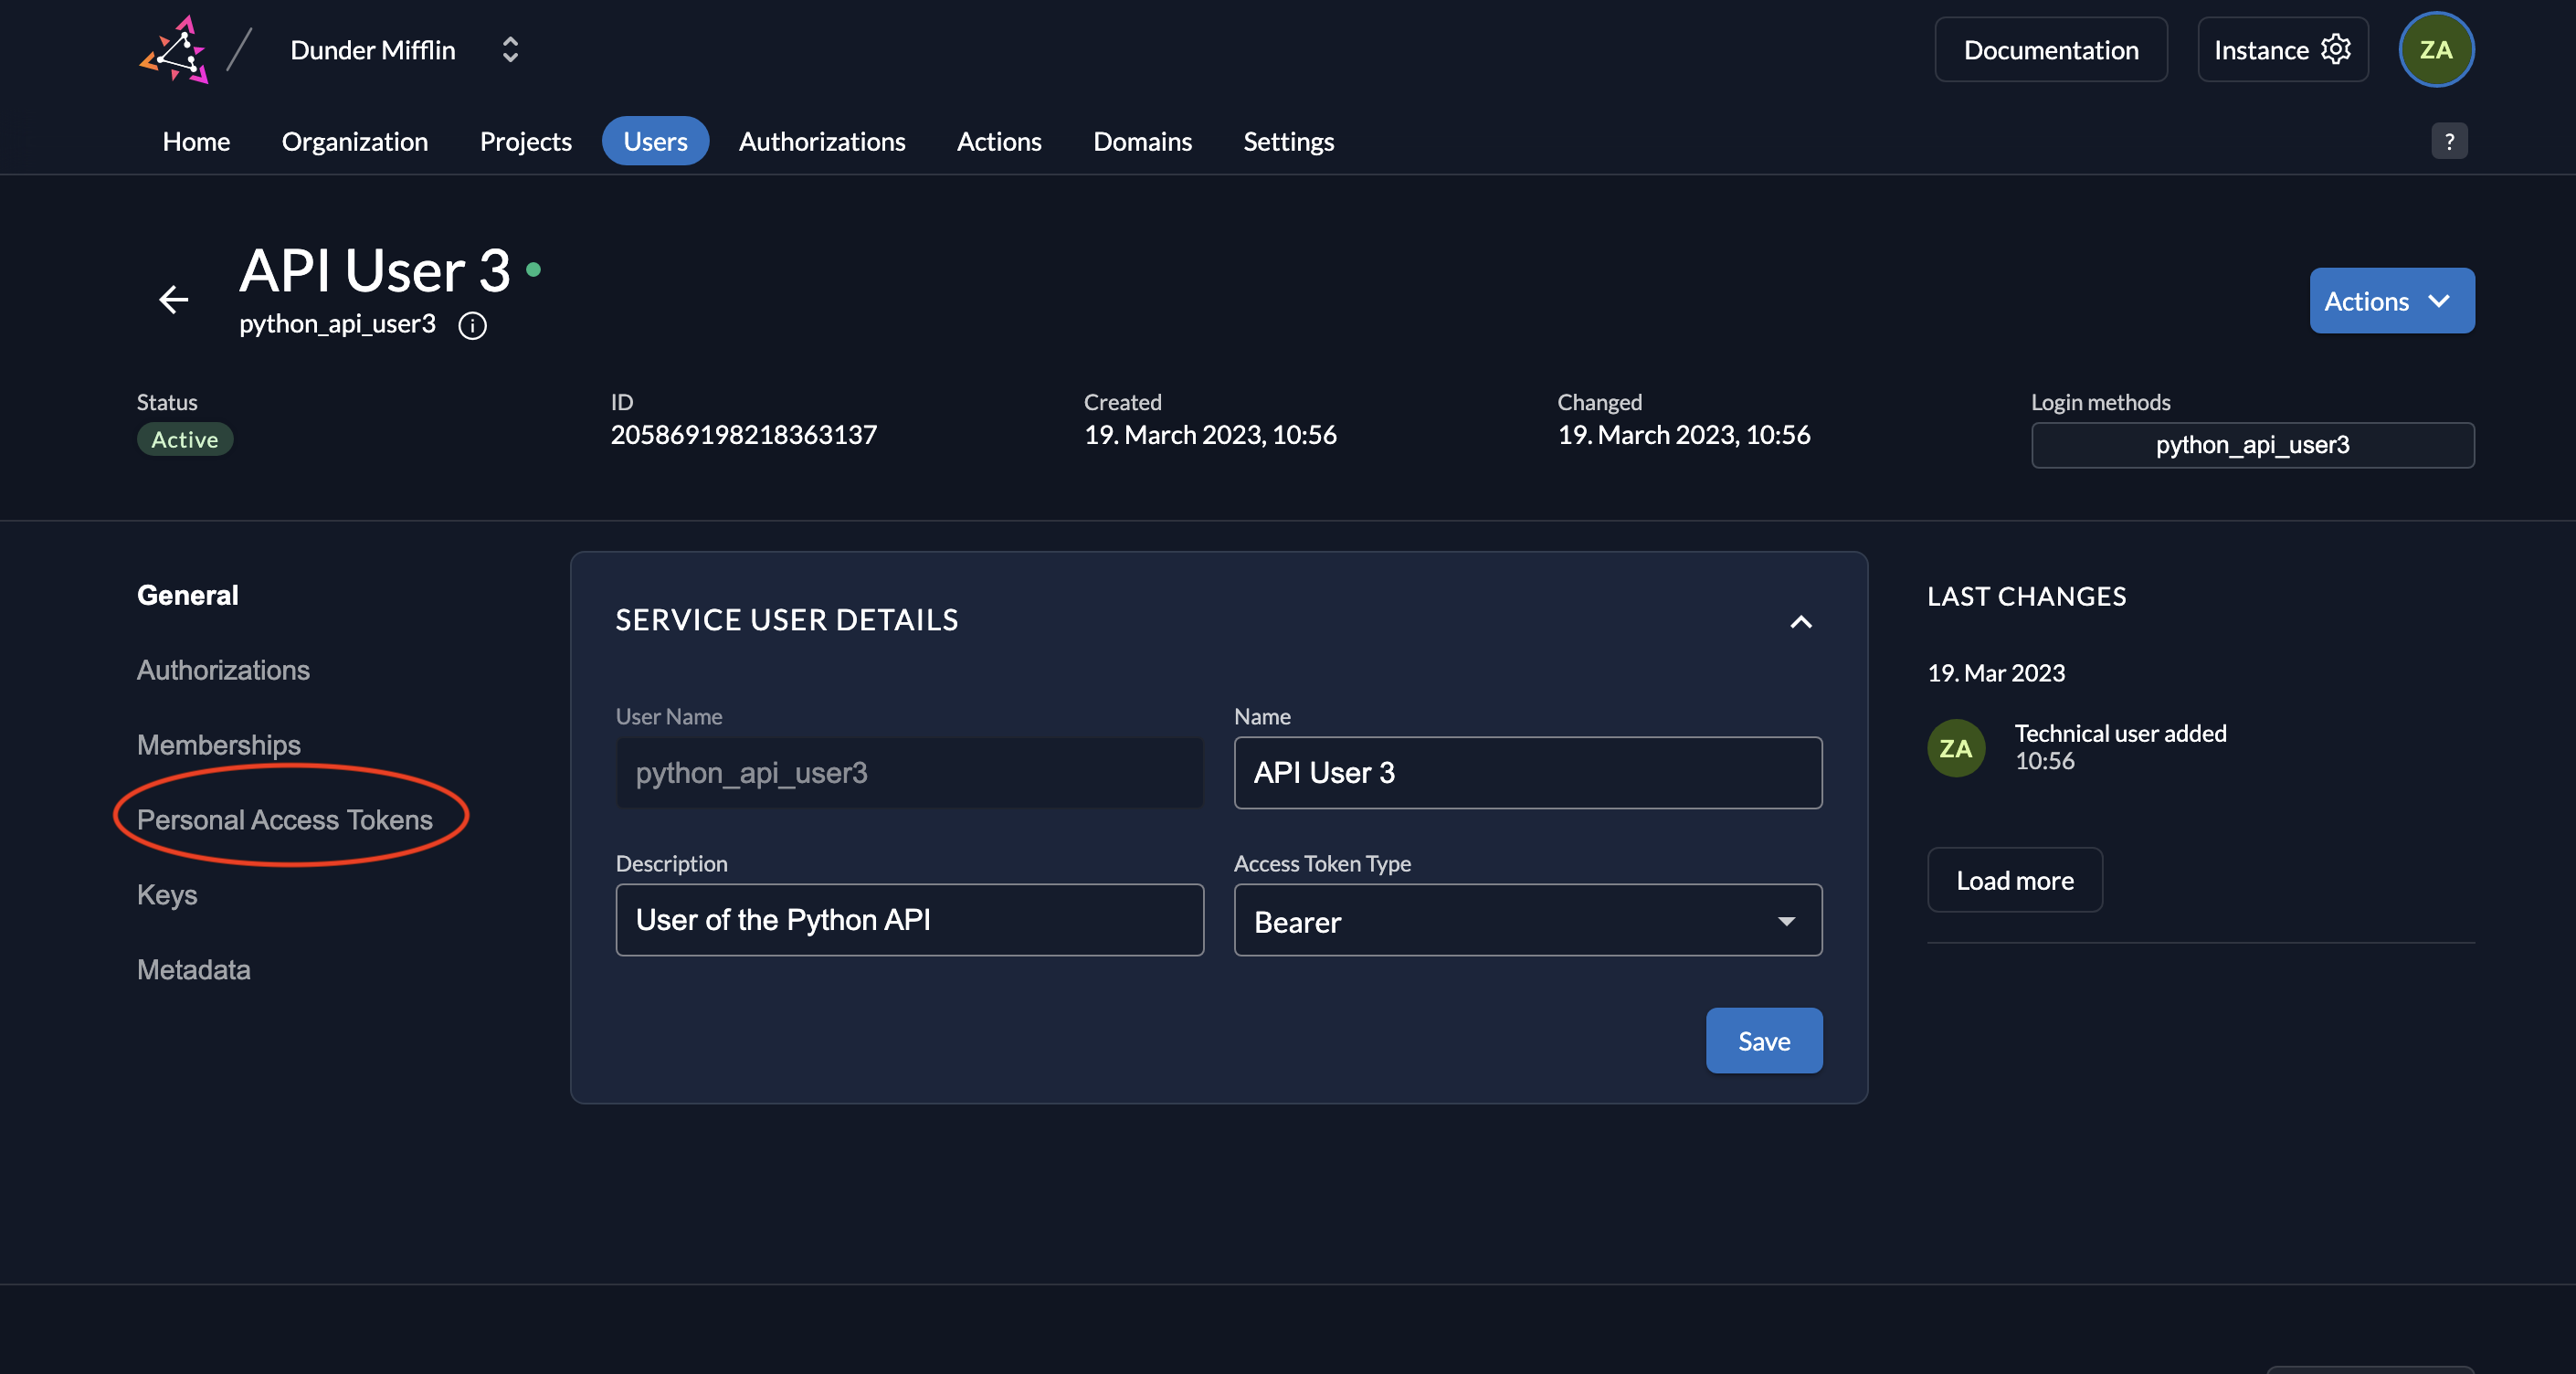 Dunder Mifflin
Documentation
Instance
ZA
Home Organization Projects Users Authorizations Actions Domains Settings
?
API User 3
python_api_user3
Actions
Status
Active
ID
205869198218363137
Created
19. March 2023, 10:56
Changed
19. March 2023, 10:56
Login methods
python_api_user3
General
Authorizations
Memberships
Personal Access Tokens
Keys
Metadata
SERVICE USER DETAILS
User Name
python_api_user3
Name
API User 3
Description
User of the Python API
Access Token Type
Bearer
Save
LAST CHANGES
19. Mar 2023
ZA
Technical user added
10:56
Load more